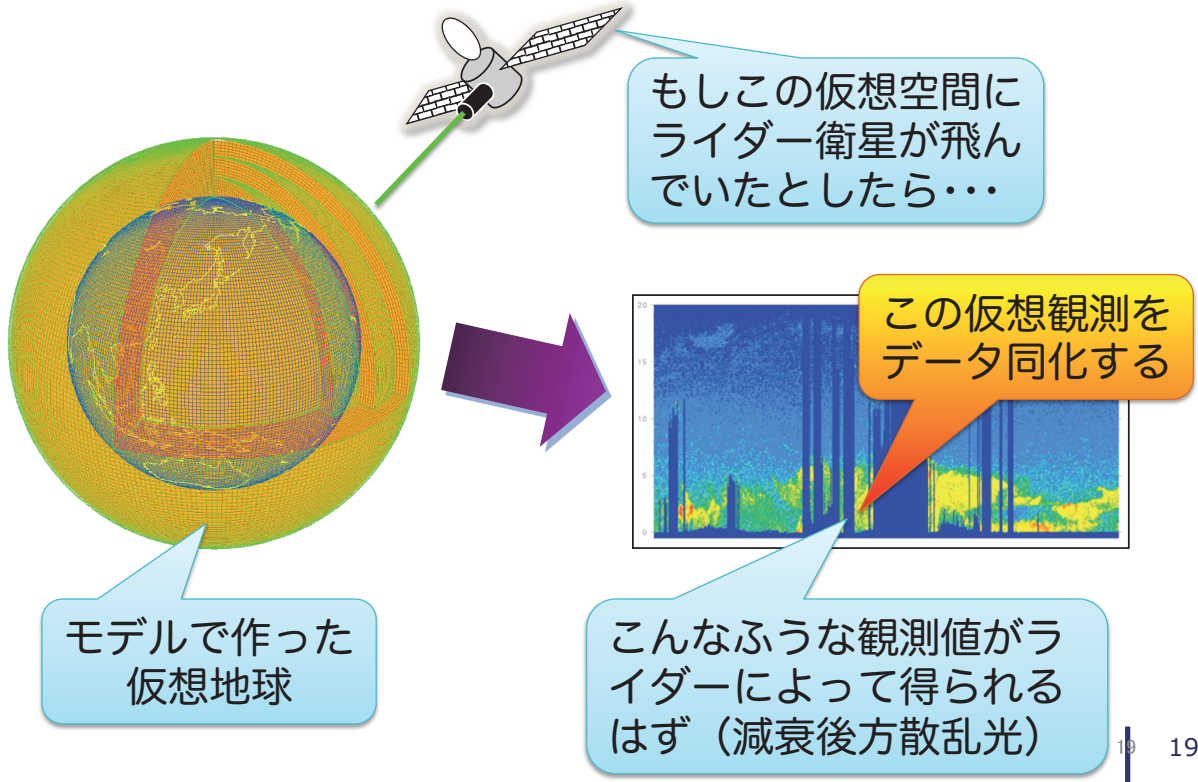 もしこの仮想空間に
ライダー衛星が飛ん
でいたとしたら･･･
この仮想観測を
データ同化する
20
15
10
5
0
モデルで作った
仮想地球
こんなふうな観測値がラ
イダーによって得られる
はず（減衰後方散乱光）
19
19